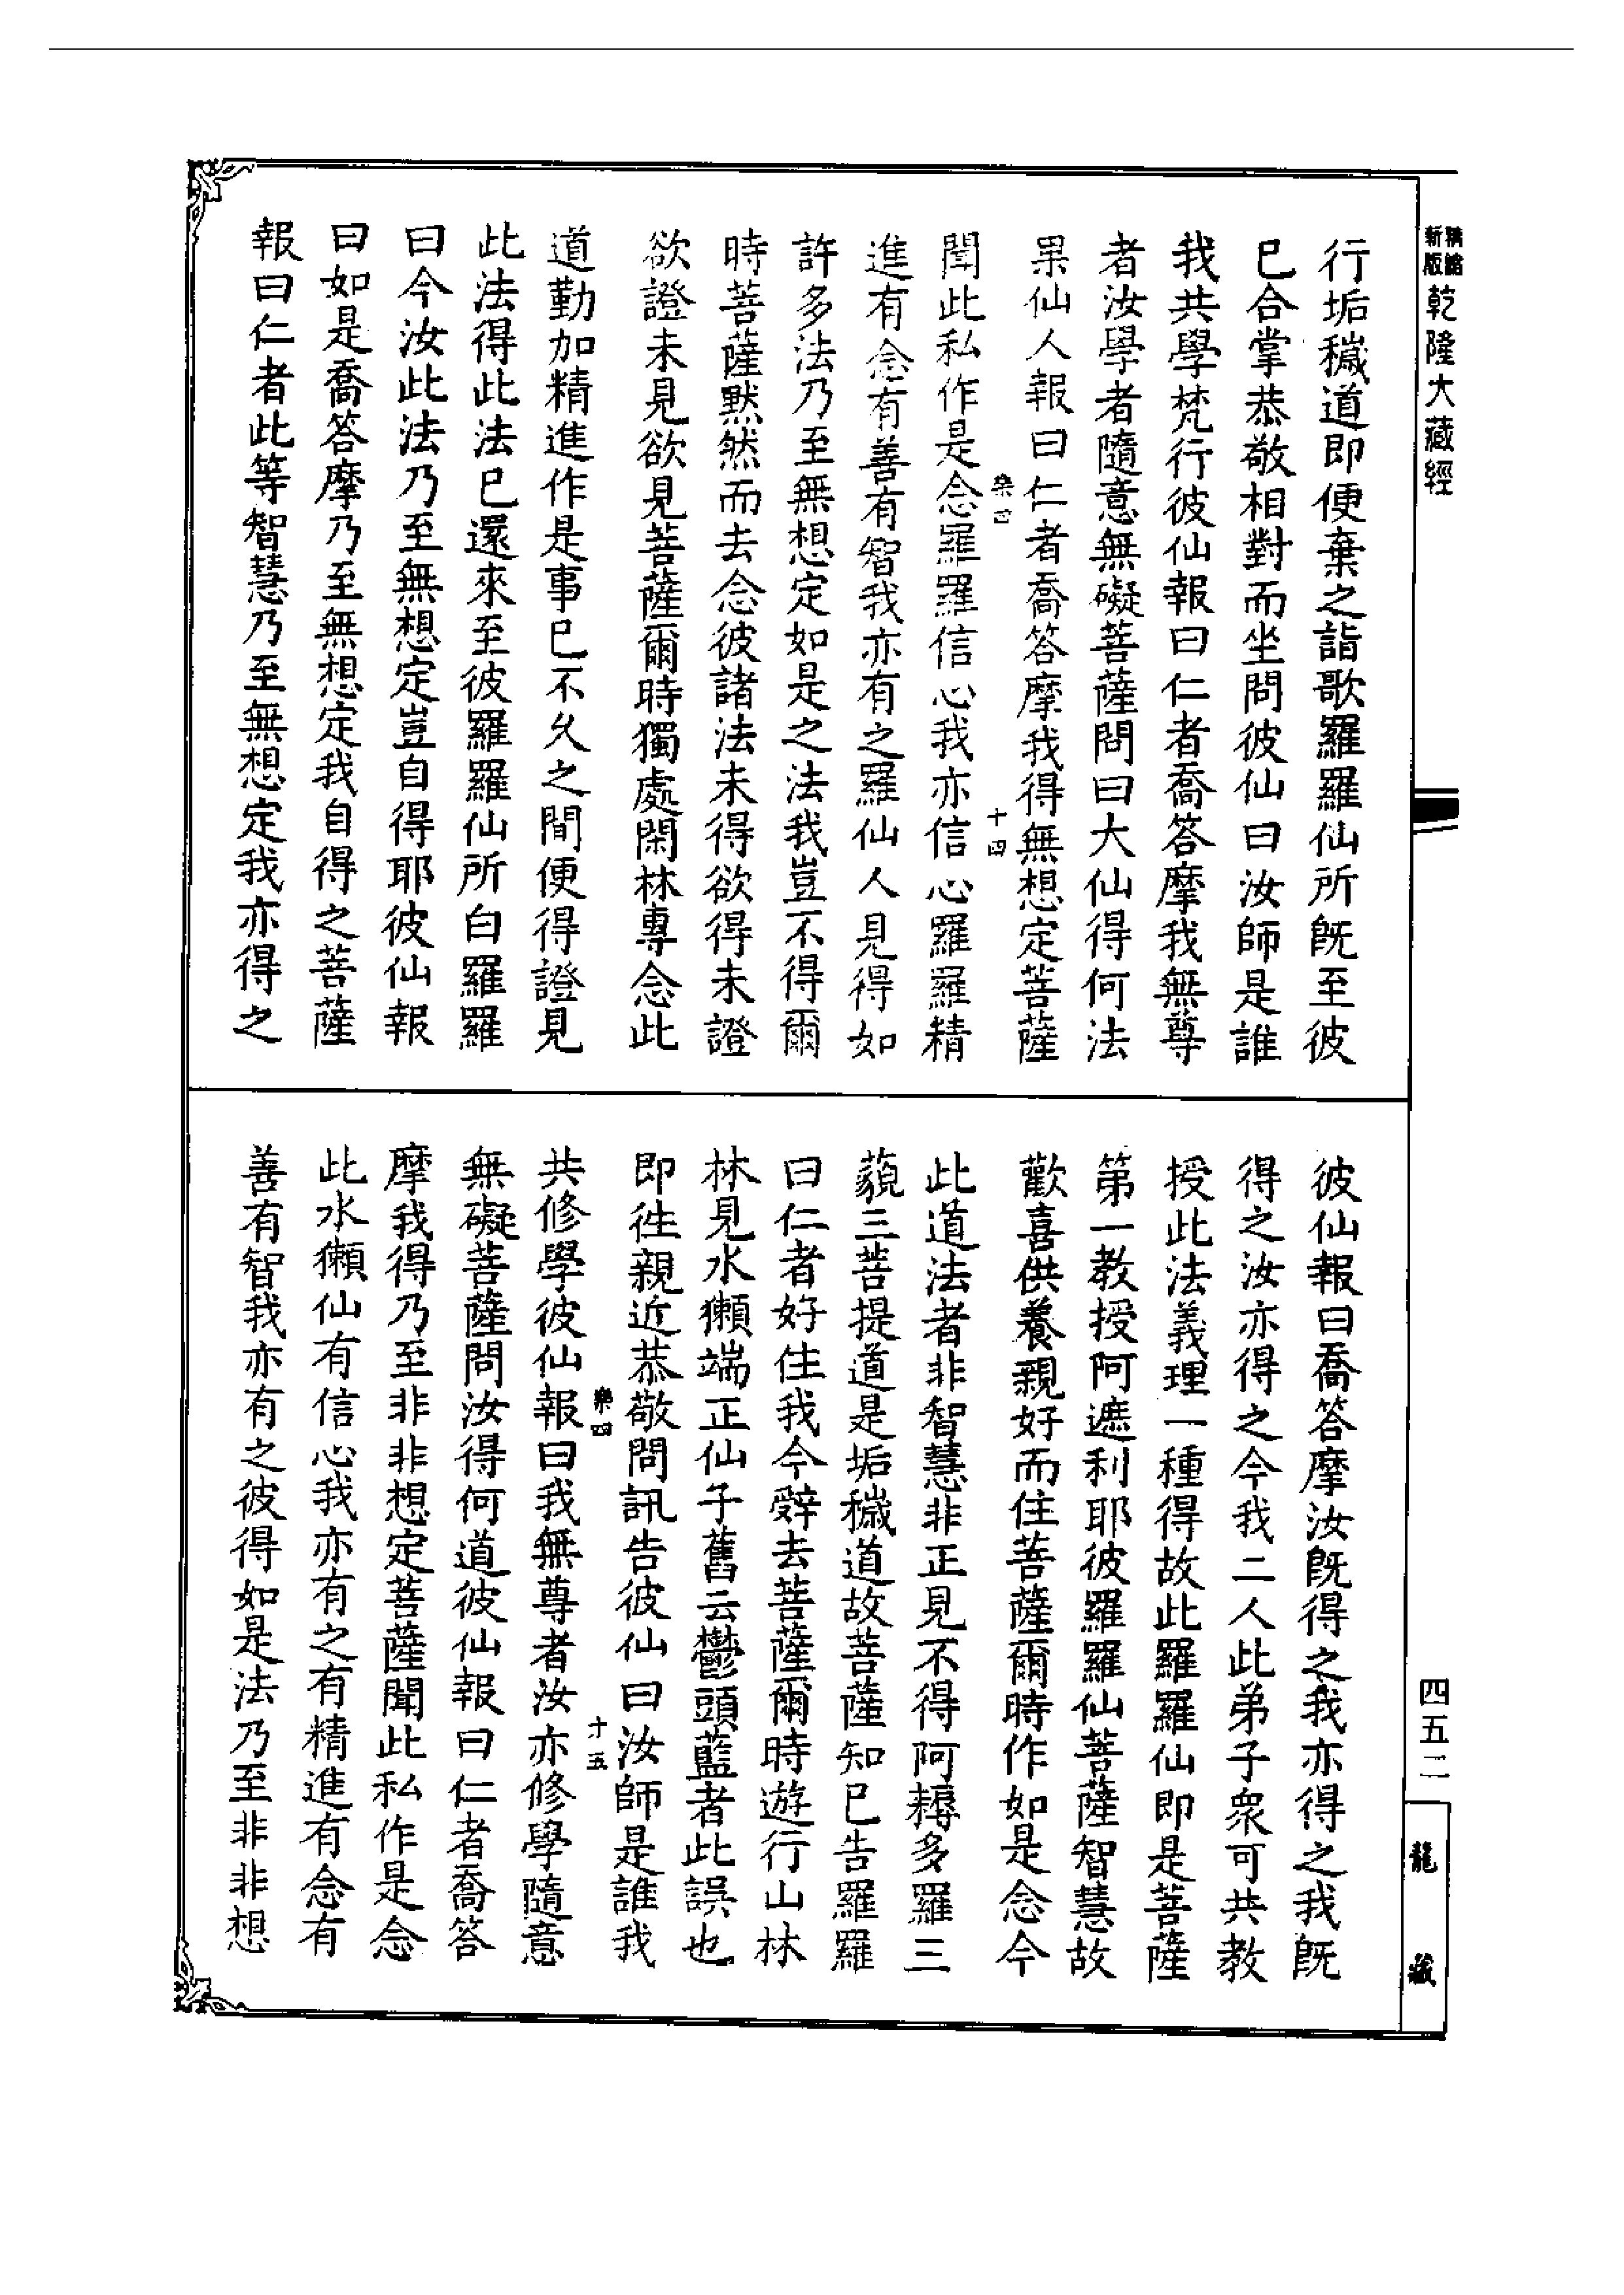 精縮新版乾隆大藏經
行垢穢道即便棄之詣歌羅羅仙所旣至彼
已合掌恭敬相對而坐問彼仙曰汝師是誰
我共學梵行彼仙報曰仁者喬答摩我無尊
者汝學者隨意無礙菩薩問曰大仙得何法
果仙人報曰仁者喬答摩我得無想定菩薩
樂四 十四
聞此私作是念羅羅信心我亦信心羅羅精
進有念有善有智我亦有之羅仙人見得如
許多法乃至無想定如是之法我豈不得爾
時菩薩默然而去念彼諸法未得欲得未證
欲證未見欲見菩薩爾時獨處閑林專念此
道勤加精進作是事已不久之間便得證見
此法得此法已還來至彼羅羅仙所白羅羅
曰今汝此法乃至無想定豈自得耶彼仙報
曰如是喬答摩乃至無想定我自得之菩薩
報曰仁者此等智慧乃至無想定我亦得之
彼仙報曰喬答摩汝旣得之我亦得之我旣
得之汝亦得之今我二人此弟子衆可共教
授此法義理一種得故此羅羅仙即是菩薩
第一教授阿遮利耶彼羅羅仙菩薩智慧故
歡喜供養親好而住菩薩爾時作如是念今
此道法者非智慧非正見不得阿耨多羅三
藐三菩提道是垢穢道故菩薩知已告羅羅
曰仁者好住我今辭去菩薩爾時遊行山林
林見水獺端正仙子舊云鬱頭藍者此誤也
即往親近恭敬問訊告彼仙曰汝師是誰我
樂四 十五
共修學彼仙報曰我無尊者汝亦修學隨意
無礙菩薩問汝得何道彼仙報曰仁者喬答
摩我得乃至非非想定菩薩聞此私作是念
此水獺仙有信心我亦有之有精進有念有
善有智我亦有之彼得如是法乃至非非想
四五二
龍藏